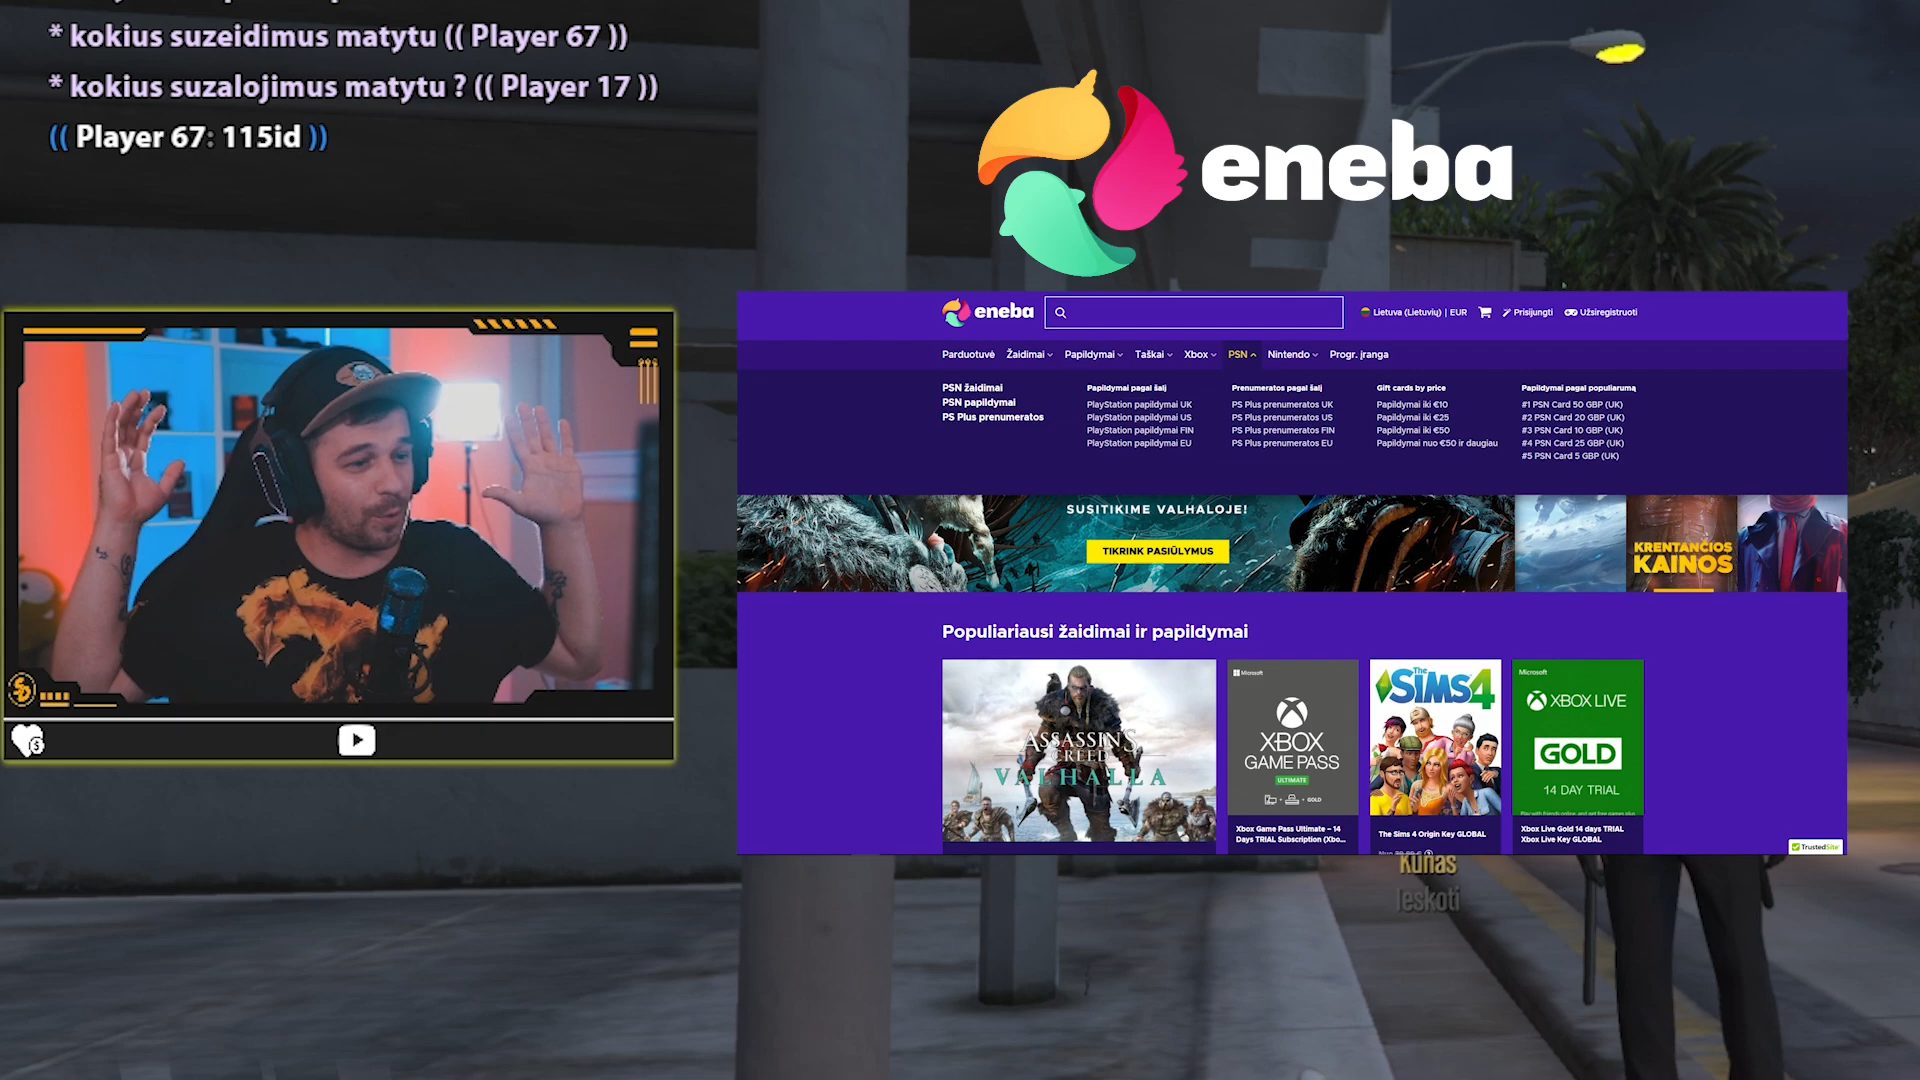 * kokius suzeidimus matytu (( Player 67 ))
* kokius suzalojimus matytu ? (( Player 17 ))
(( Player 67: 115id ))
eneba
eneba
Lietuva (Lietuvių) | EUR
Prisijungti
Užsiregistruoti
Parduotuvė Žaidimai Papildymai Taškai Xbox PSN Nintendo Progr. įranga
PSN žaidimai
PSN papildymai
PS Plus prenumeratos
Papildymai pagal šalį
PlayStation papildymai UK
PlayStation papildymai US
PlayStation papildymai FIN
PlayStation papildymai EU
Prenumeratos pagal šalį
PS Plus prenumeratos UK
PS Plus prenumeratos US
PS Plus prenumeratos FIN
PS Plus prenumeratos EU
Gift cards by price
Papildymai iki €10
Papildymai iki €25
Papildymai iki €50
Papildymai nuo €50 ir daugiau
Papildymai pagal populiarumą
#1 PSN Card 50 GBP (UK)
#2 PSN Card 20 GBP (UK)
#3 PSN Card 10 GBP (UK)
#4 PSN Card 25 GBP (UK)
#5 PSN Card 5 GBP (UK)
SUSITIKIME VALHALOJE!
TIKRINK PASIŪLYMUS
KRENTANČIOS
KAINOS
Populiariausi žaidimai ir papildymai
ASSASSIN'S
CREED
VALHALLA
Microsoft
XBOX
GAME PASS
ULTIMATE
+ + GOLD
Xbox Game Pass Ultimate – 14
Days TRIAL Subscription (Xbo...
The SIMS 4
The Sims 4 Origin Key GLOBAL
Microsoft
XBOX LIVE
GOLD
14 DAY TRIAL
Xbox Live Gold 14 days TRIAL
Xbox Live Key GLOBAL
TrustedSite
Kūnas
Ieškoti